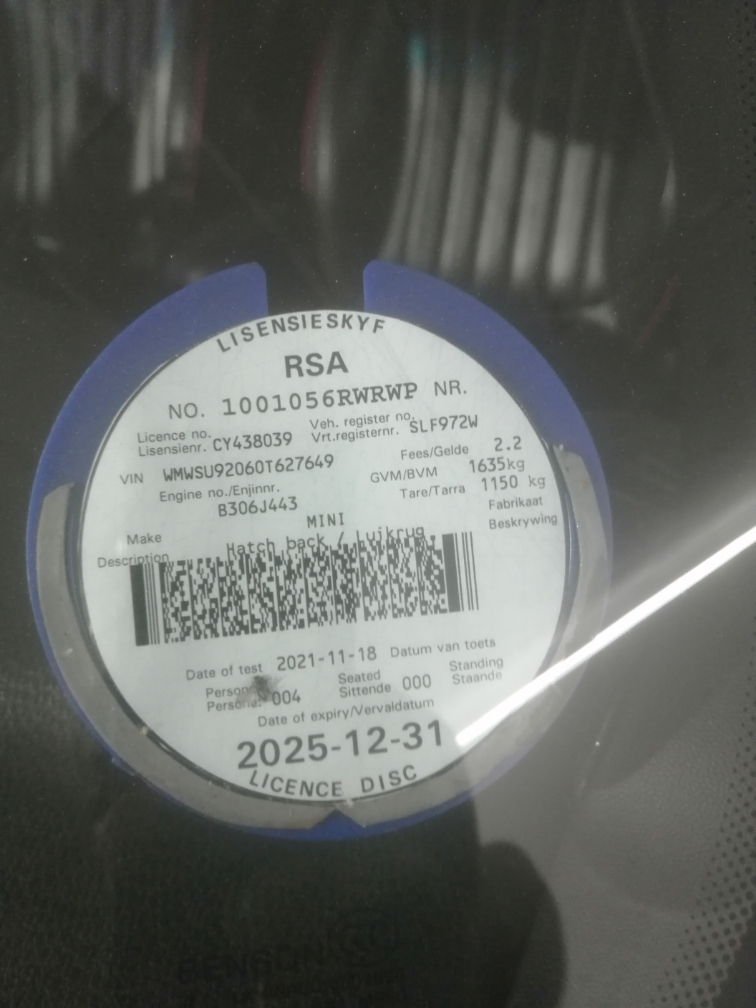 LISENSIESKYF
RSA
NO. 1001056RWRWP NR.
Licence no. Veh. register no.
Lisensienr. CY438039 Vrt.registernr. SLF972W
VIN WMWSU92060T627649 Fees/Gelde 2.2
Engine no./Enjinnr. GVM/BVM 1635kg
B306J443 Tare/Tarra 1150 kg
Make MINI Fabrikaat
Description Hatch back / Luikrug Beskrywing
Date of test 2021-11-18 Datum van toets
Seated Standing
004 Sittende 000 Staande
Date of expiry/Vervaldatum
2025-12-31
LICENCE DISC